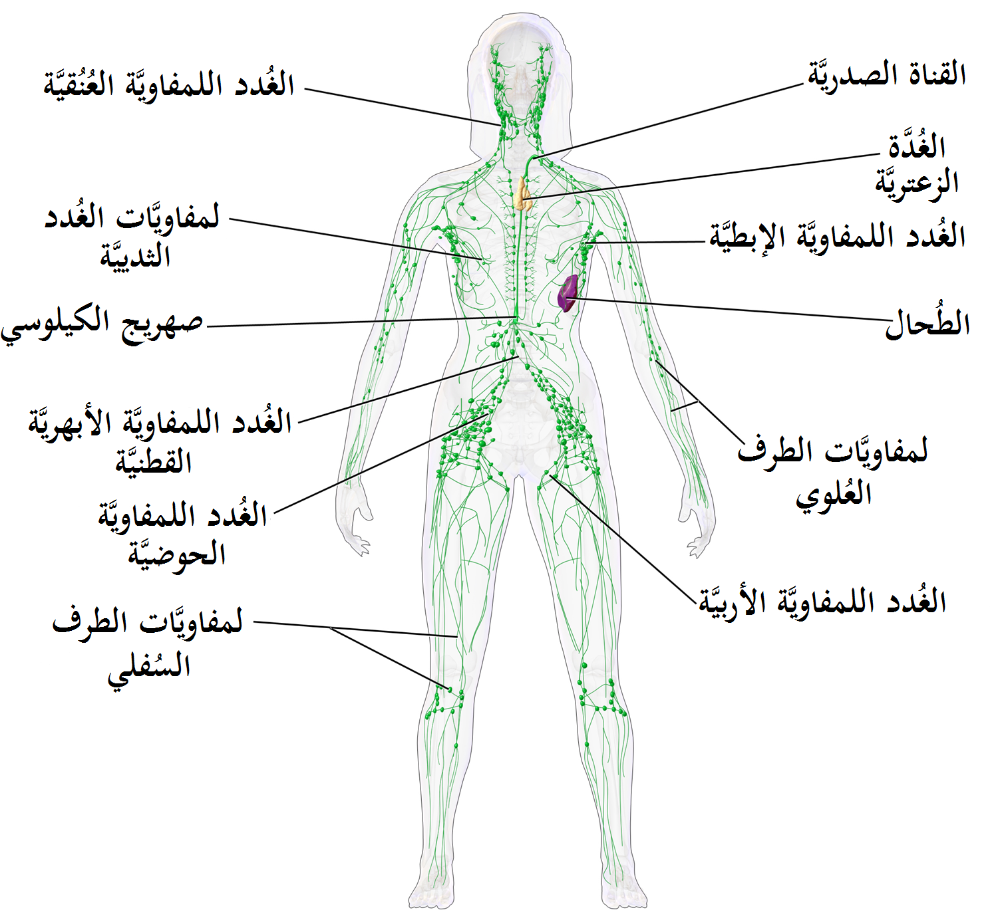 القناة الصدريَّة
الغُدَّة
الزعتريَّة
الغُدد اللمفاويَّة الإبطيَّة
الطُحال
لمفاويَّات الطرف
العُلوي
الغُدد اللمفاويَّة الأربيَّة
الغُدد اللمفاويَّة العُنُقيَّة
لمفاويَّات الغُدد
الثدييَّة
صهريج الكيلوسي
الغُدد اللمفاويَّة الأبهريَّة
القطنيَّة
الغُدد اللمفاويَّة
الحوضيَّة
لمفاويَّات الطرف
السُفلي